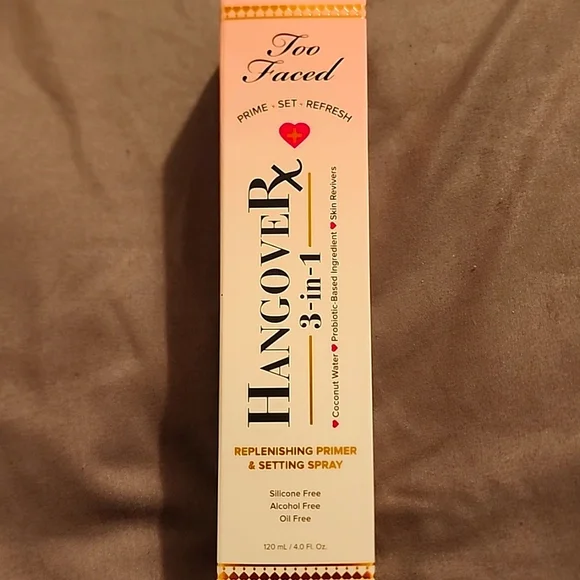 Too
Faced
PRIME • SET • REFRESH
HANGOVERx
3-in-1
Coconut Water ♥ Probiotic-Based Ingredient ♥ Skin Revivers
REPLENISHING PRIMER
& SETTING SPRAY
Silicone Free
Alcohol Free
Oil Free
120 mL / 4.0 Fl. Oz.